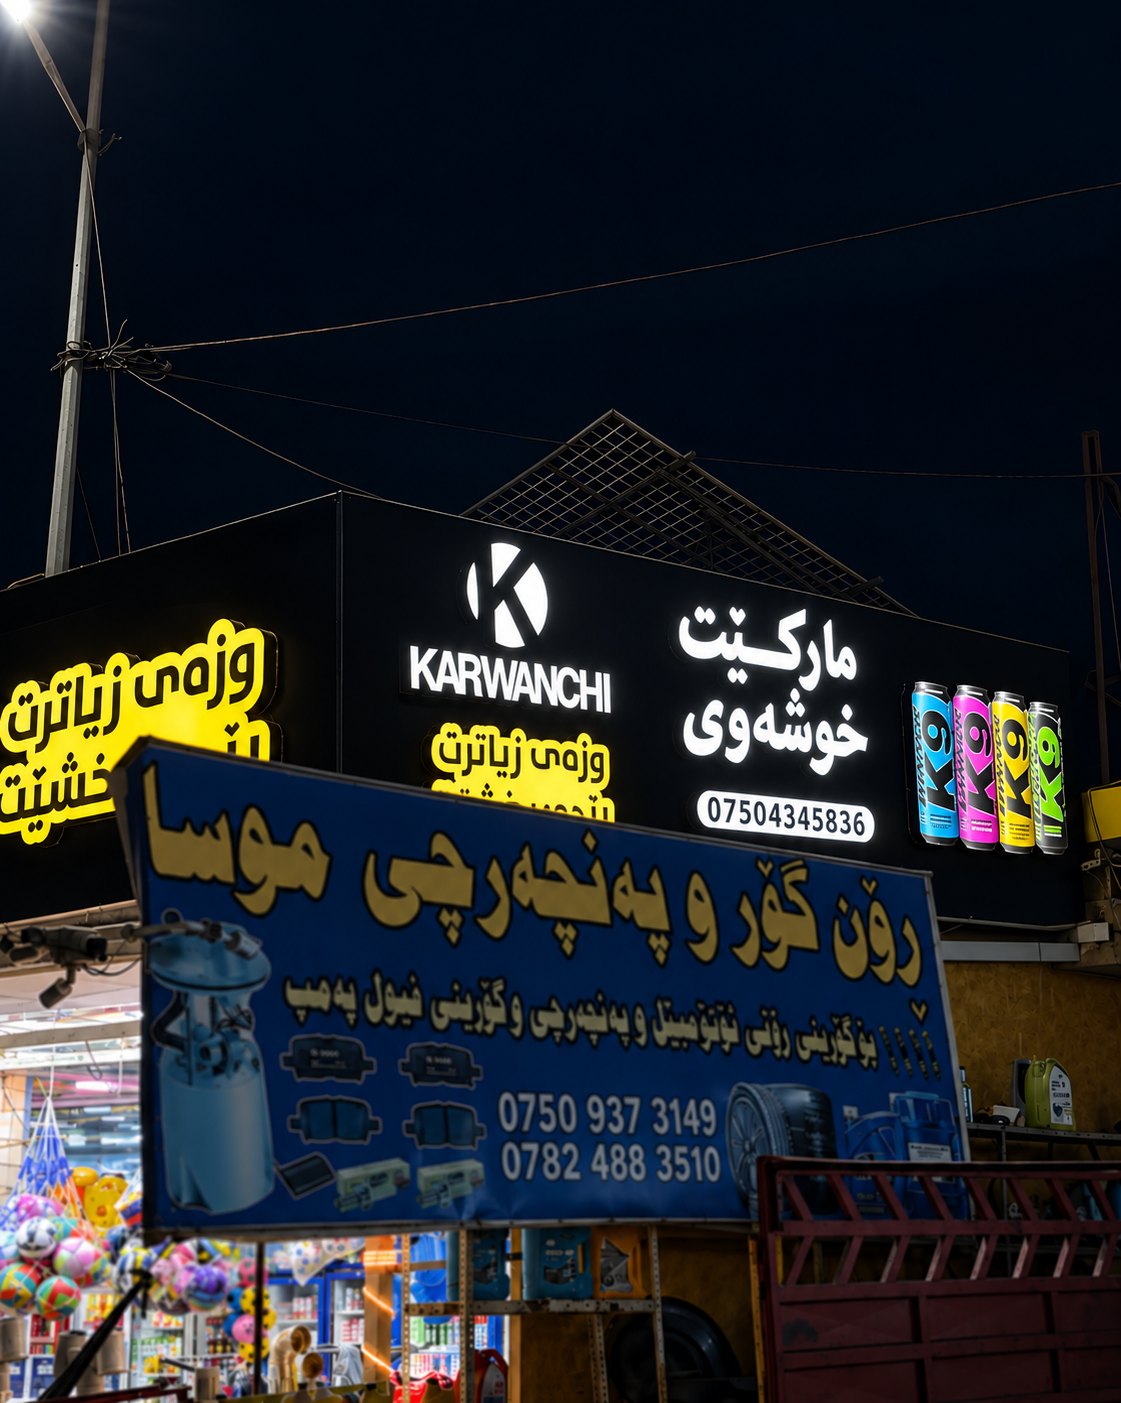 وزەی زیاترت
KARWANCHI
وزەی زیاترت
مارکێت
خوشەوی
07504345836
K9
K9
K9
K9
ڕۆن گۆڕ و پەنچەرچی موسا
بۆ گۆڕینی ڕۆنی ئۆتۆمبێل و پەنچەرچی و گۆڕینی فیول پەمپ
0750 937 3149
0782 488 3510